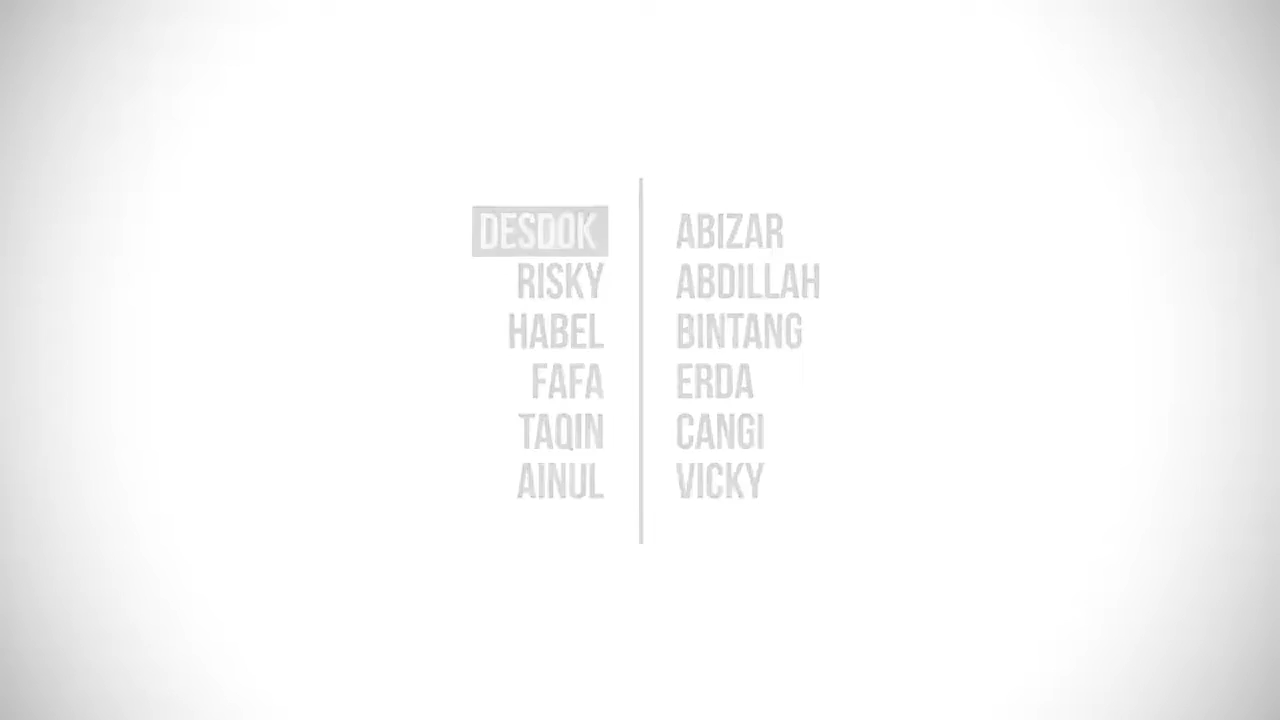 DESDOK
RISKY
HABEL
FAFA
TAQIN
AINUL
ABIZAR
ABDILLAH
BINTANG
ERDA
CANGI
VICKY